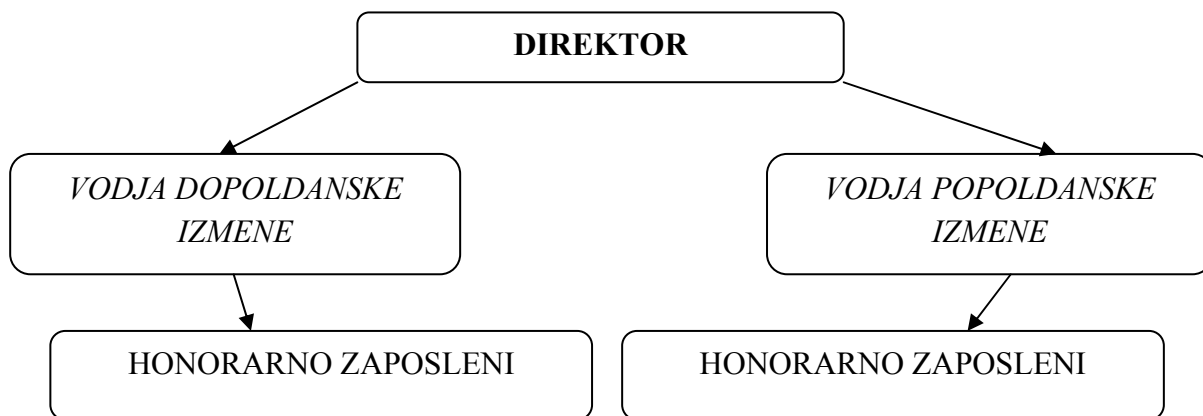 DIREKTOR
VODJA DOPOLDANSKE
IZMENE
VODJA POPOLDANSKE
IZMENE
HONORARNO ZAPOSLENI
HONORARNO ZAPOSLENI